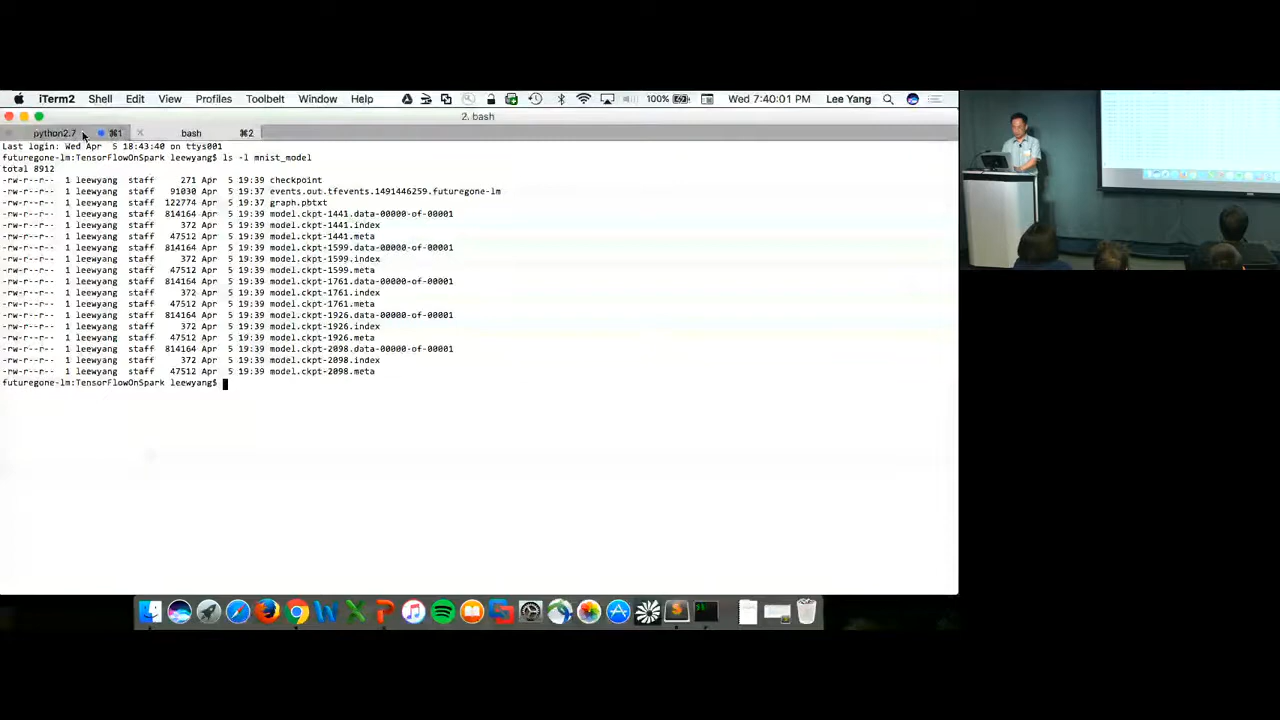 iTerm2 Shell Edit View Profiles Toolbelt Window Help 100% Wed 7:40:01 PM Lee Yang
2. bash
python2.7 ⌘1 bash ⌘2
Last login: Wed Apr 5 18:43:40 on ttys001
futuregone-lm:TensorFlowOnSpark leewyang$ ls -l mnist_model
total 8912
-rw-r--r-- 1 leewyang staff 271 Apr 5 19:39 checkpoint
-rw-r--r-- 1 leewyang staff 91030 Apr 5 19:37 events.out.tfevents.1491446259.futuregone-lm
-rw-r--r-- 1 leewyang staff 122774 Apr 5 19:37 graph.pbtxt
-rw-r--r-- 1 leewyang staff 814164 Apr 5 19:39 model.ckpt-1441.data-00000-of-00001
-rw-r--r-- 1 leewyang staff 372 Apr 5 19:39 model.ckpt-1441.index
-rw-r--r-- 1 leewyang staff 47512 Apr 5 19:39 model.ckpt-1441.meta
-rw-r--r-- 1 leewyang staff 814164 Apr 5 19:39 model.ckpt-1599.data-00000-of-00001
-rw-r--r-- 1 leewyang staff 372 Apr 5 19:39 model.ckpt-1599.index
-rw-r--r-- 1 leewyang staff 47512 Apr 5 19:39 model.ckpt-1599.meta
-rw-r--r-- 1 leewyang staff 814164 Apr 5 19:39 model.ckpt-1761.data-00000-of-00001
-rw-r--r-- 1 leewyang staff 372 Apr 5 19:39 model.ckpt-1761.index
-rw-r--r-- 1 leewyang staff 47512 Apr 5 19:39 model.ckpt-1761.meta
-rw-r--r-- 1 leewyang staff 814164 Apr 5 19:39 model.ckpt-1926.data-00000-of-00001
-rw-r--r-- 1 leewyang staff 372 Apr 5 19:39 model.ckpt-1926.index
-rw-r--r-- 1 leewyang staff 47512 Apr 5 19:39 model.ckpt-1926.meta
-rw-r--r-- 1 leewyang staff 814164 Apr 5 19:39 model.ckpt-2098.data-00000-of-00001
-rw-r--r-- 1 leewyang staff 372 Apr 5 19:39 model.ckpt-2098.index
-rw-r--r-- 1 leewyang staff 47512 Apr 5 19:39 model.ckpt-2098.meta
futuregone-lm:TensorFlowOnSpark leewyang$